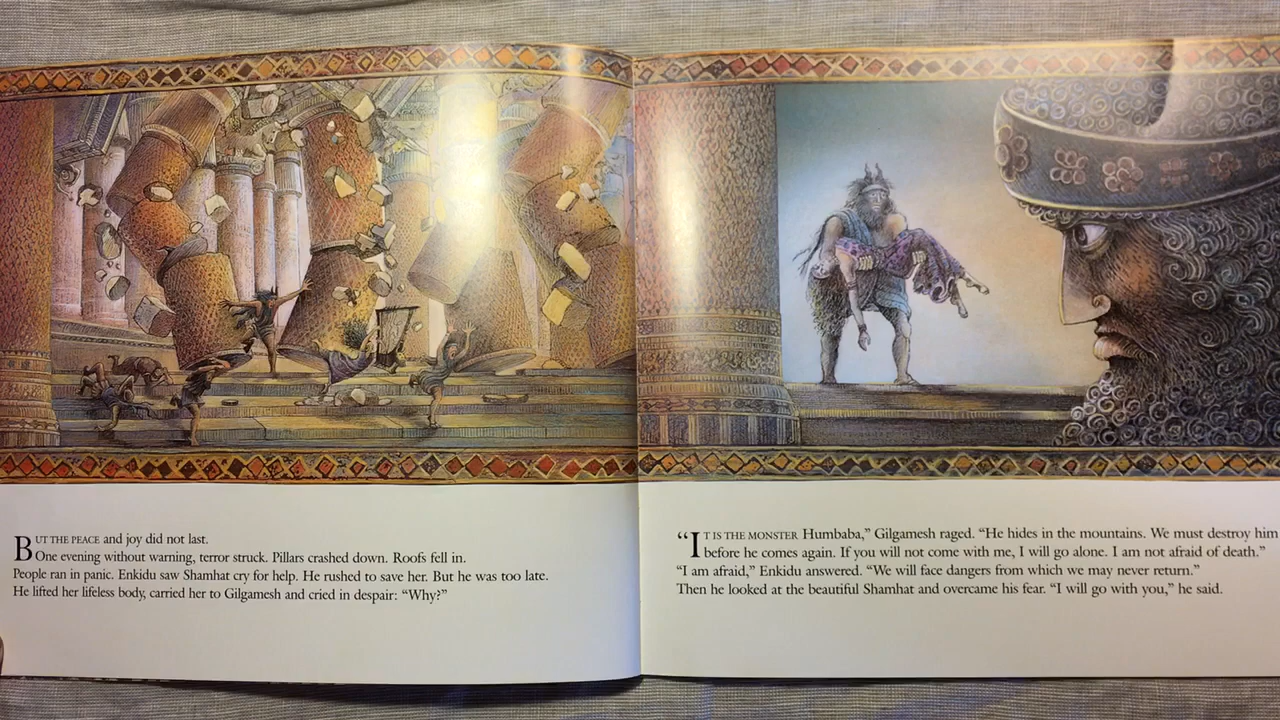 BUT THE PEACE and joy did not last.
One evening without warning, terror struck. Pillars crashed down. Roofs fell in.
People ran in panic. Enkidu saw Shamhat cry for help. He rushed to save her. But he was too late.
He lifted her lifeless body, carried her to Gilgamesh and cried in despair: “Why?”
“IT IS THE MONSTER Humbaba,” Gilgamesh raged. “He hides in the mountains. We must destroy him
before he comes again. If you will not come with me, I will go alone. I am not afraid of death.”
“I am afraid,” Enkidu answered. “We will face dangers from which we may never return.”
Then he looked at the beautiful Shamhat and overcame his fear. “I will go with you,” he said.